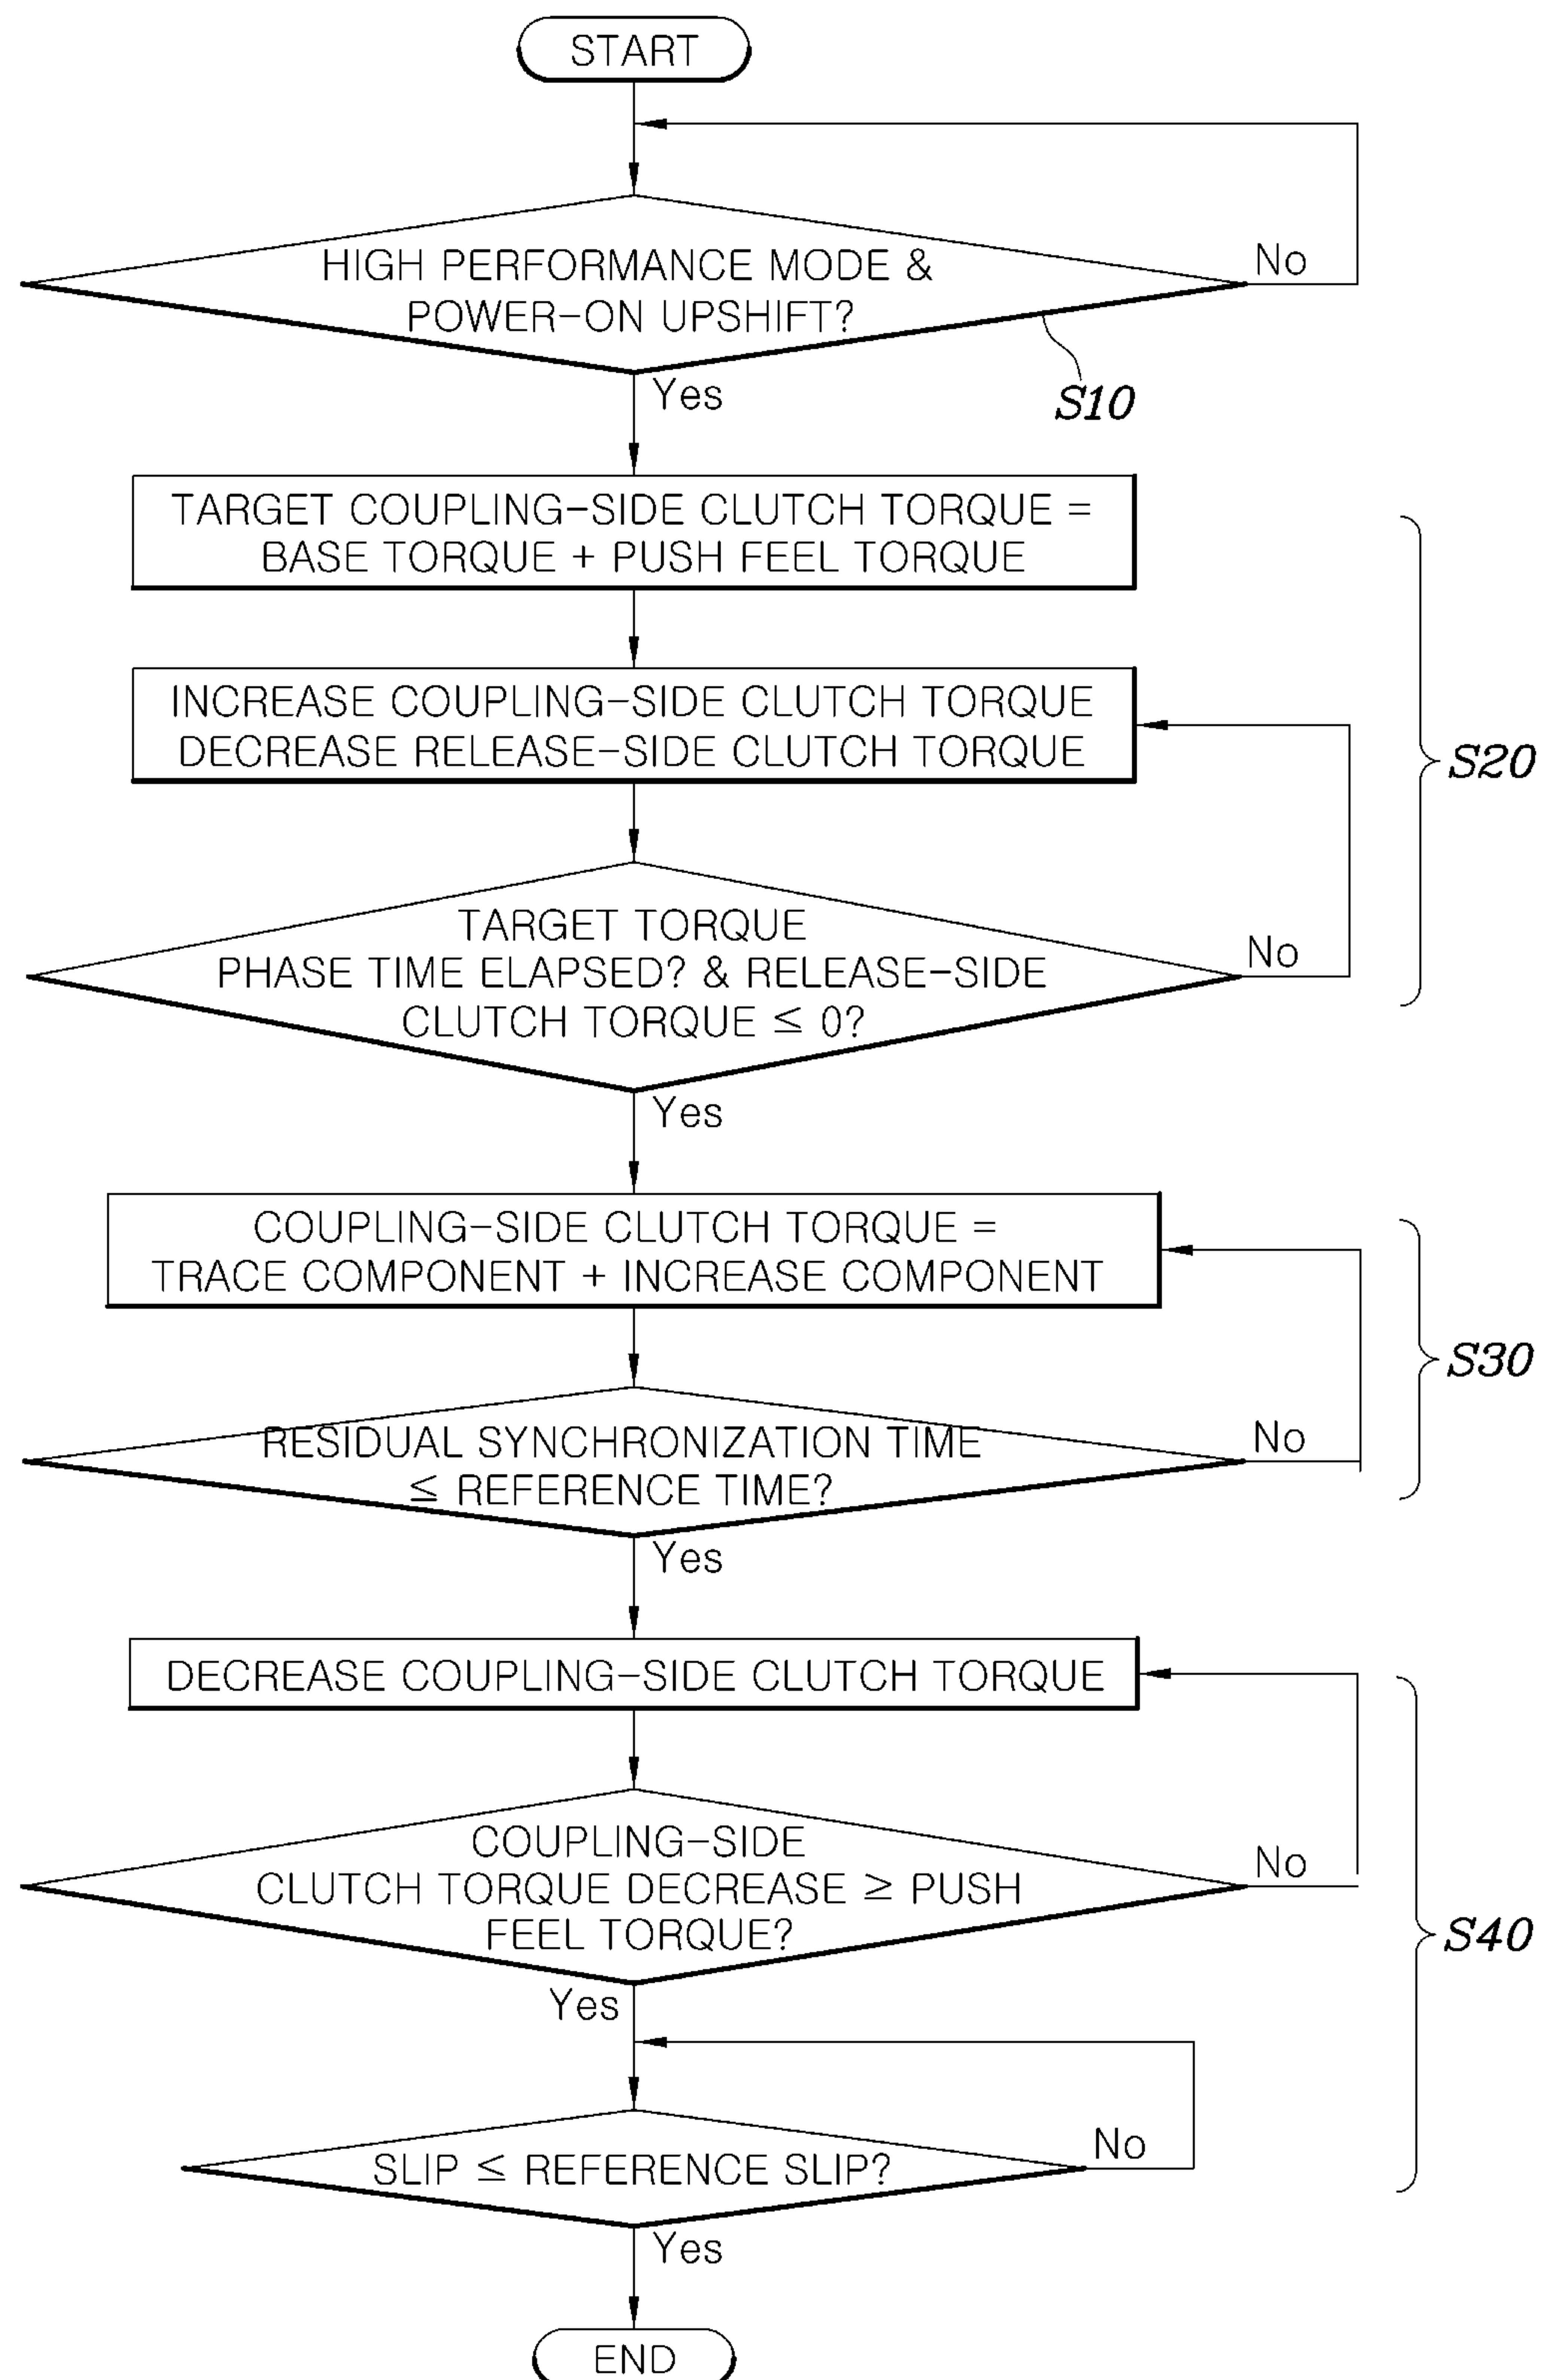 START
HIGH PERFORMANCE MODE &
POWER-ON UPSHIFT?
No
Yes
S10
TARGET COUPLING-SIDE CLUTCH TORQUE =
BASE TORQUE + PUSH FEEL TORQUE
INCREASE COUPLING-SIDE CLUTCH TORQUE
DECREASE RELEASE-SIDE CLUTCH TORQUE
S20
TARGET TORQUE
PHASE TIME ELAPSED? & RELEASE-SIDE
CLUTCH TORQUE ≤ 0?
No
Yes
COUPLING-SIDE CLUTCH TORQUE =
TRACE COMPONENT + INCREASE COMPONENT
S30
RESIDUAL SYNCHRONIZATION TIME
≤ REFERENCE TIME?
No
Yes
DECREASE COUPLING-SIDE CLUTCH TORQUE
COUPLING-SIDE
CLUTCH TORQUE DECREASE ≥ PUSH
FEEL TORQUE?
No
S40
Yes
SLIP ≤ REFERENCE SLIP?
No
Yes
END